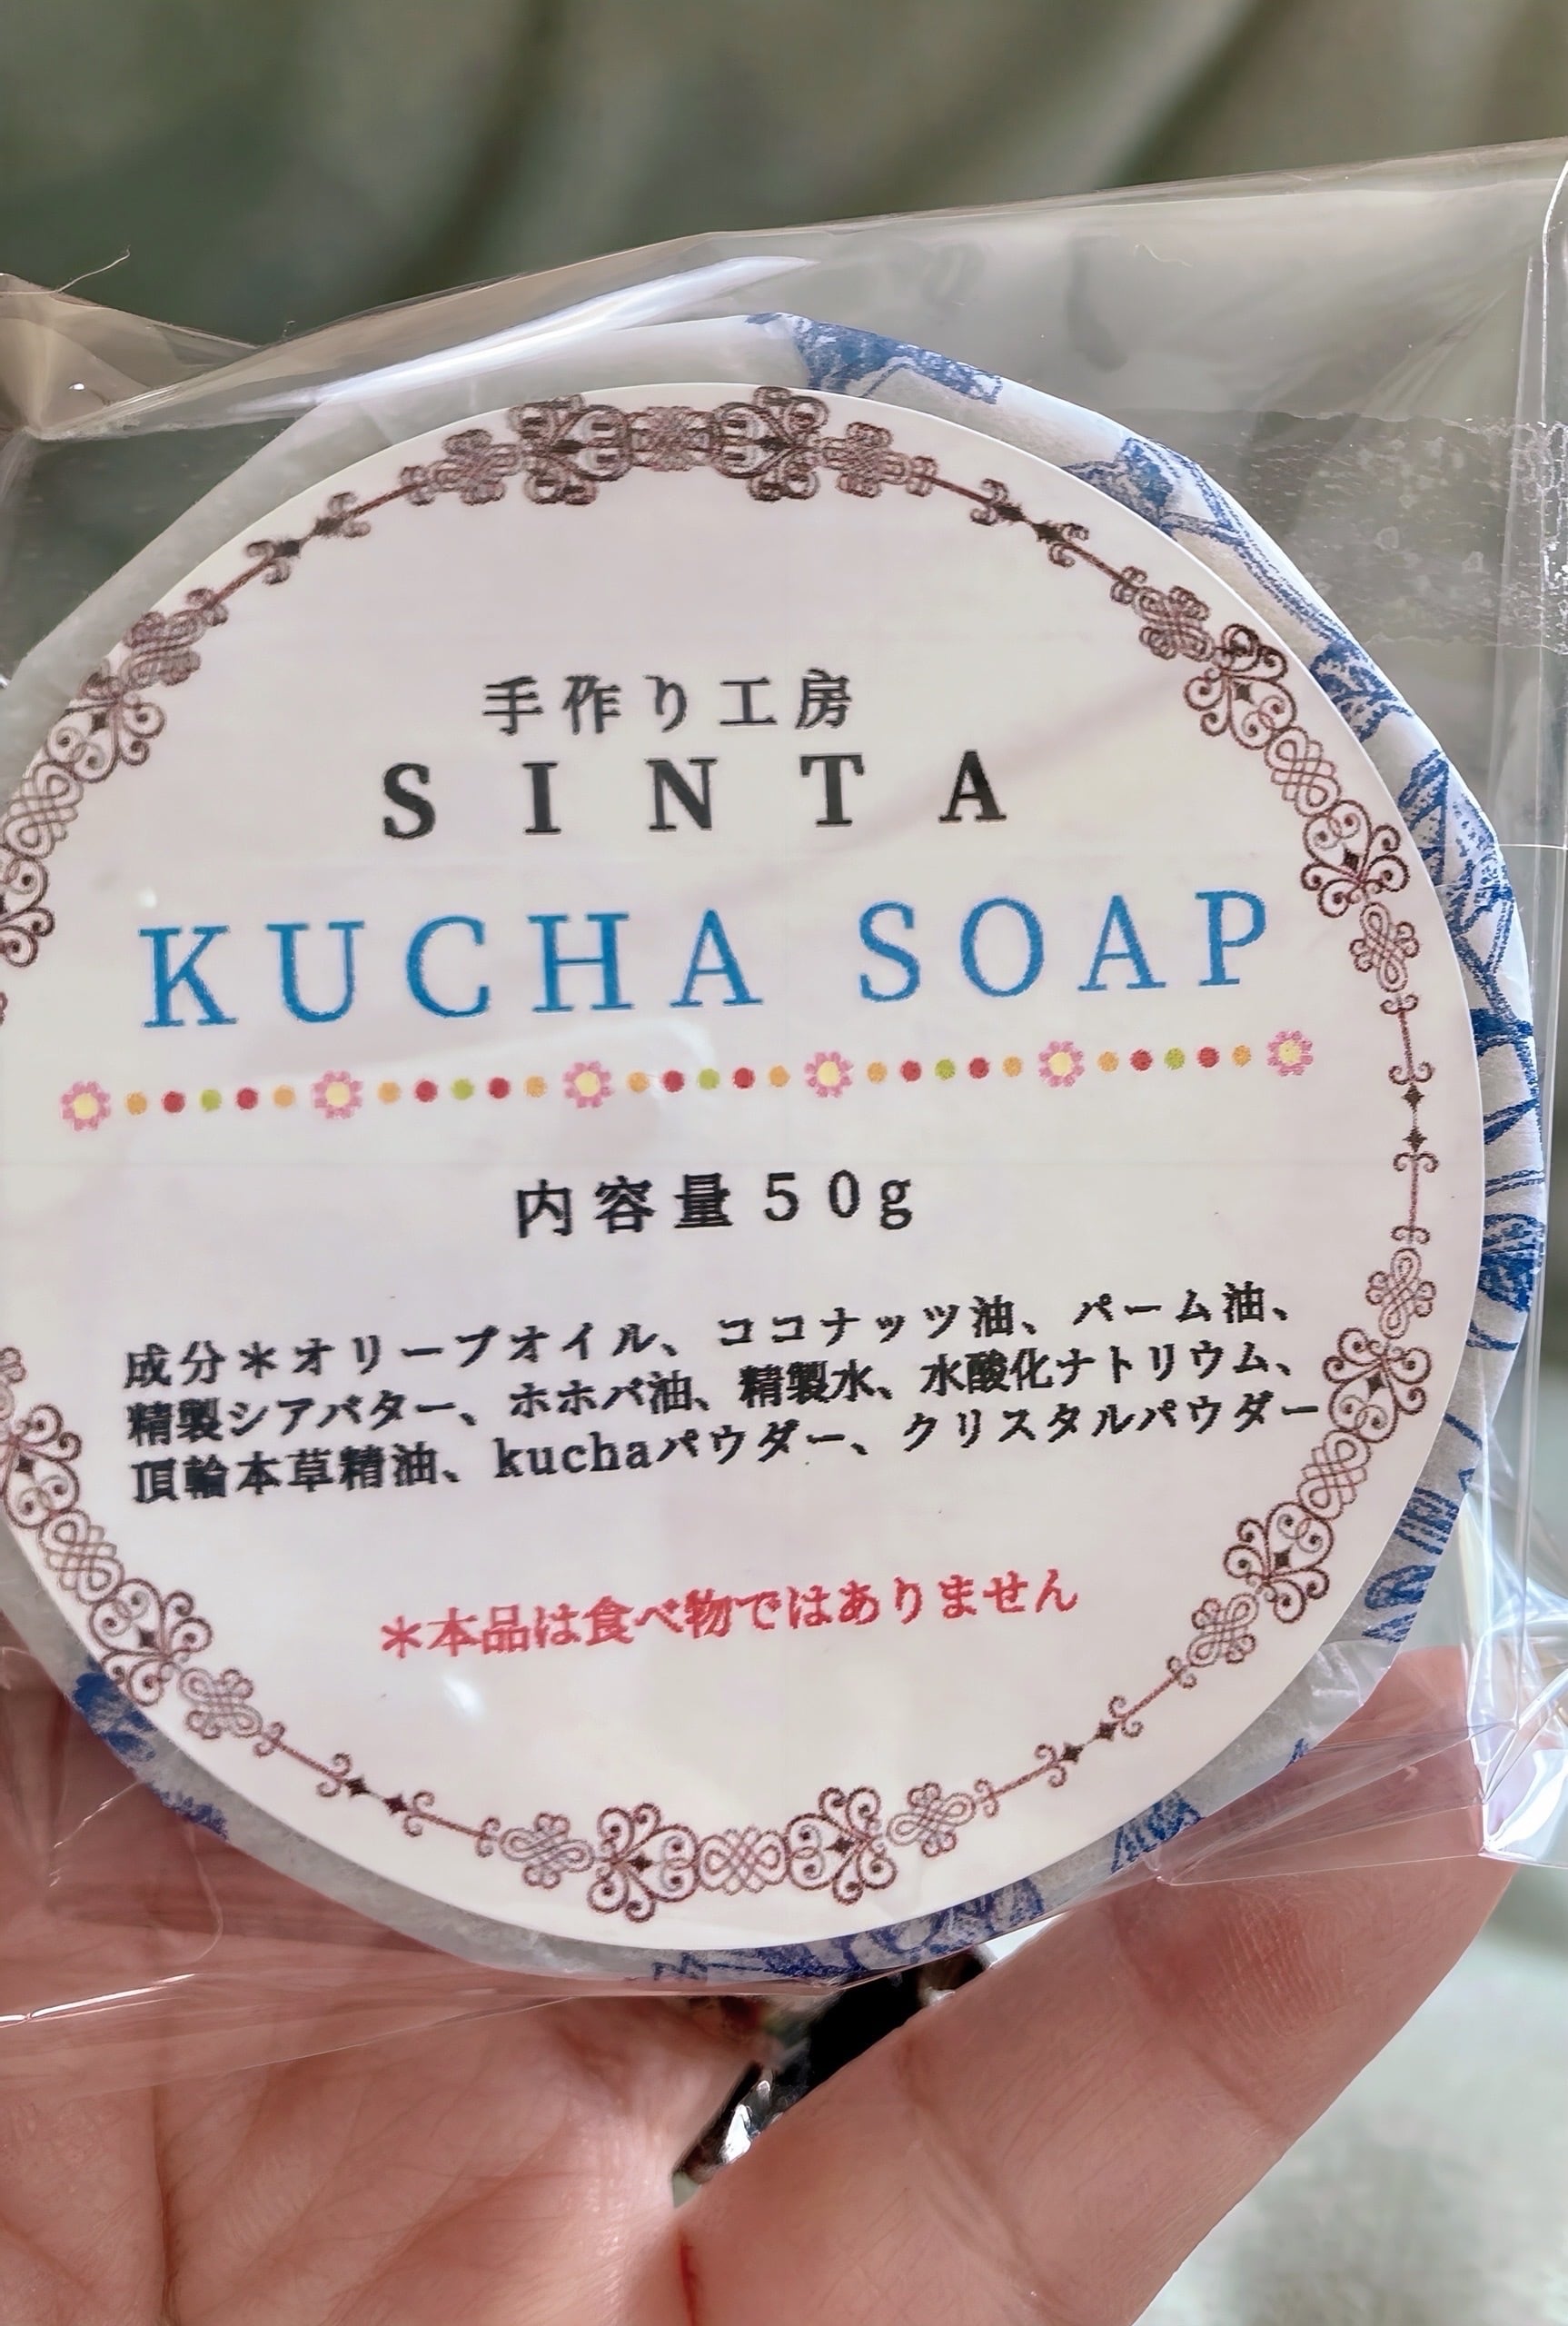 手作り工房
SINTA
KUCHA SOAP
内容量50g
成分＊オリーブオイル、ココナッツ油、パーム油、
精製シアバター、ホホバ油、精製水、水酸化ナトリウム、
頂輪本草精油、kuchaパウダー、クリスタルパウダー
＊本品は食べ物ではありません